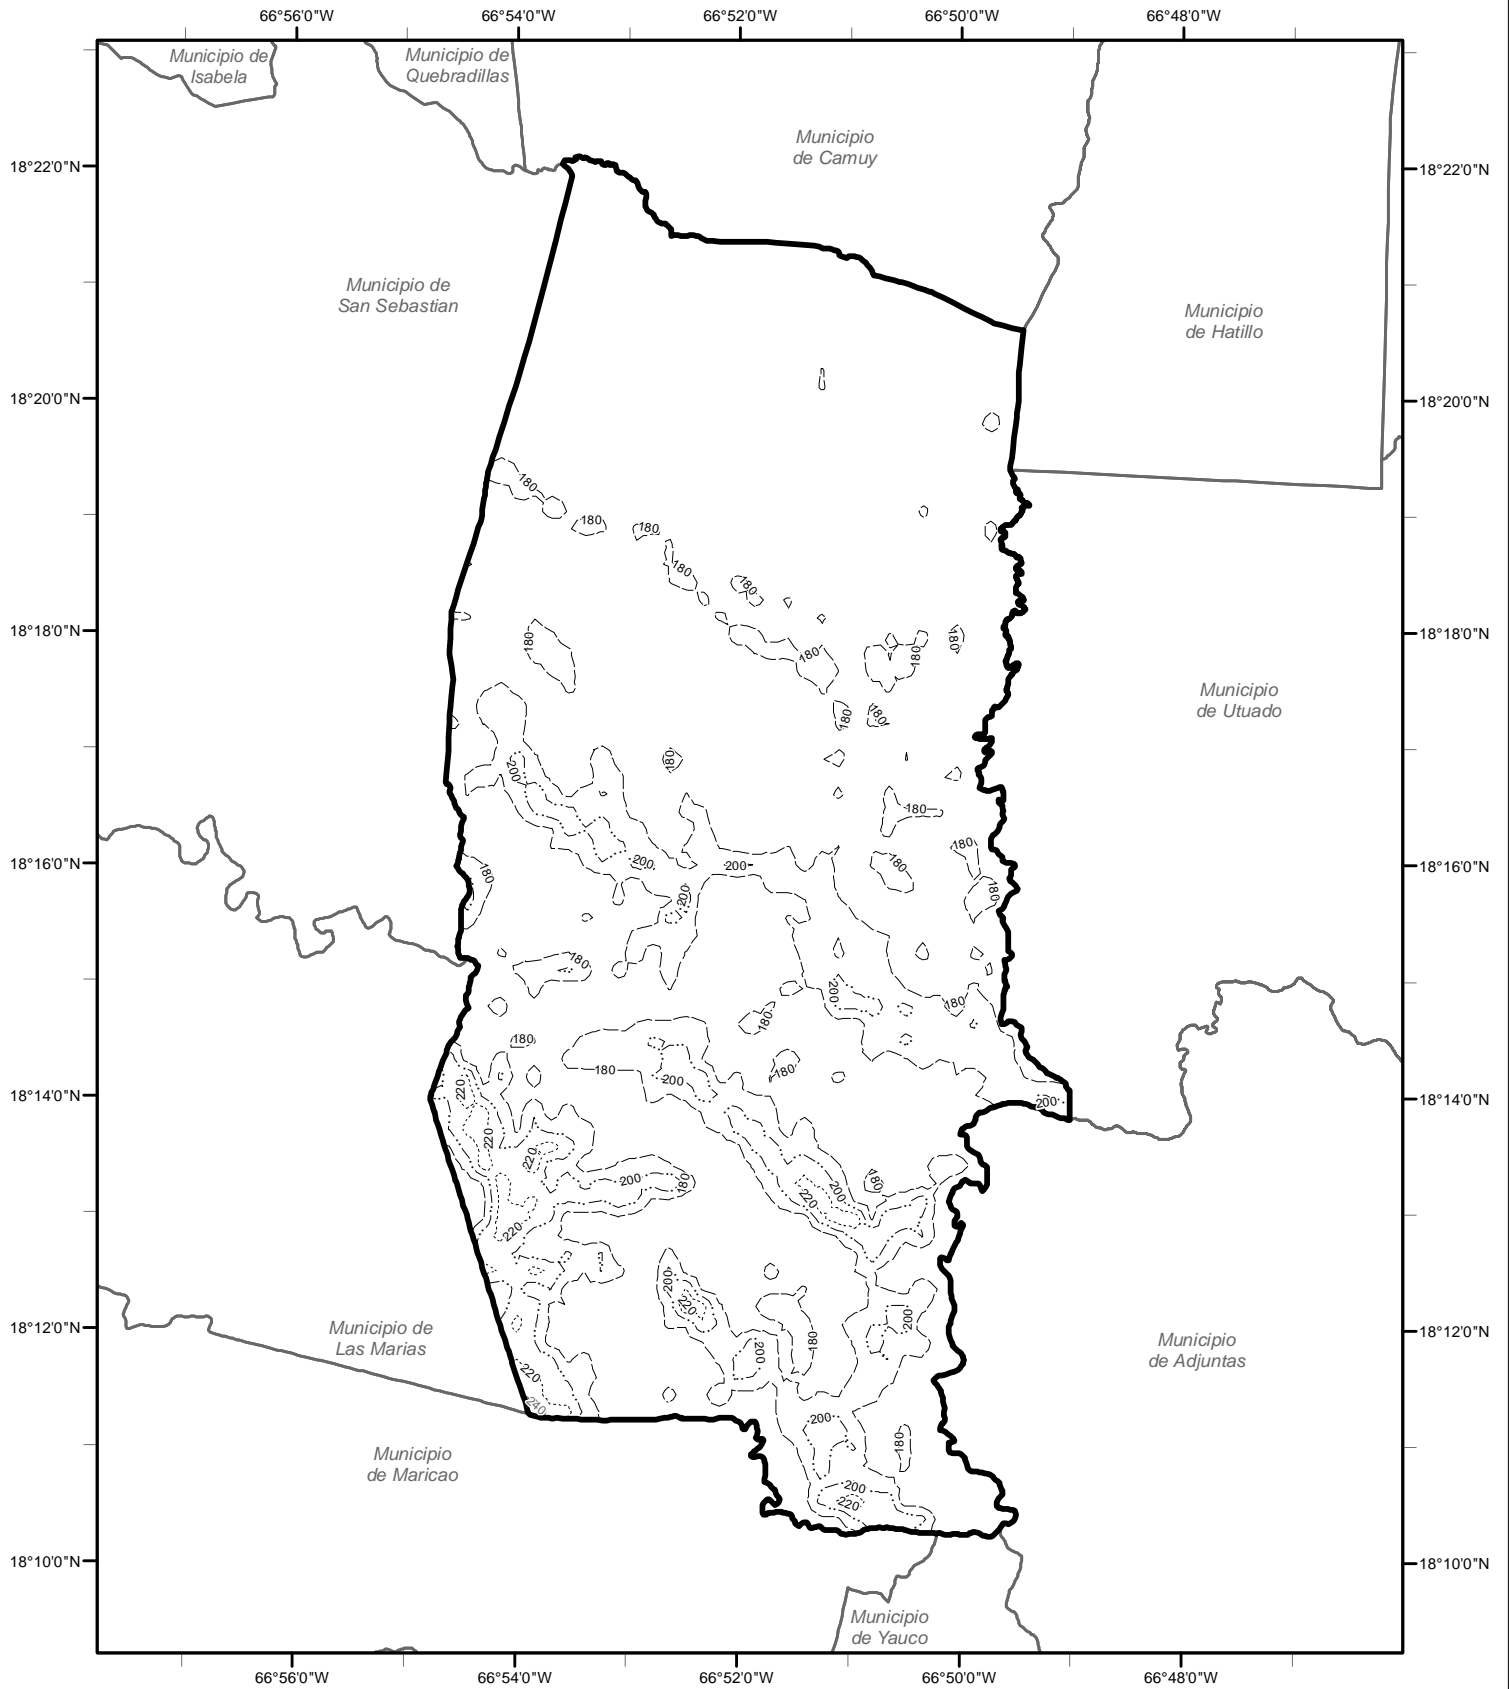 66°56'0"W 66°54'0"W 66°52'0"W 66°50'0"W 66°48'0"W
Municipio de
Isabela
Municipio de
Quebradillas
Municipio
de Camuy
18°22'0"N 18°22'0"N
Municipio de
San Sebastian
Municipio
de Hatillo
18°20'0"N 18°20'0"N
180
180
180
180
180
18°18'0"N 18°18'0"N
180
180
180
180
Municipio
de Utuado
180
180
180
200
180
180
18°16'0"N 18°16'0"N
200
200
180
180
180
180
200
180
180
200
180
180
180
180
200
180
220
18°14'0"N 18°14'0"N
200
220
220
200
180
180
200
220
220
200
220
200
18°12'0"N 18°12'0"N
Municipio de
Las Marias
180
200
Municipio
de Adjuntas
220
240
200
180
Municipio
de Maricao
200
220
18°10'0"N 18°10'0"N
Municipio
de Yauco
66°56'0"W 66°54'0"W 66°52'0"W 66°50'0"W 66°48'0"W